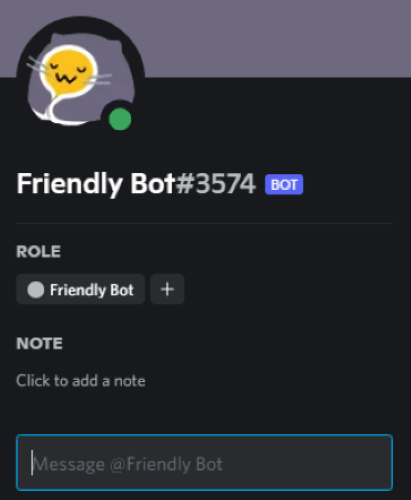 Friendly Bot#3574 BOT
ROLE
Friendly Bot +
NOTE
Click to add a note
Message @Friendly Bot